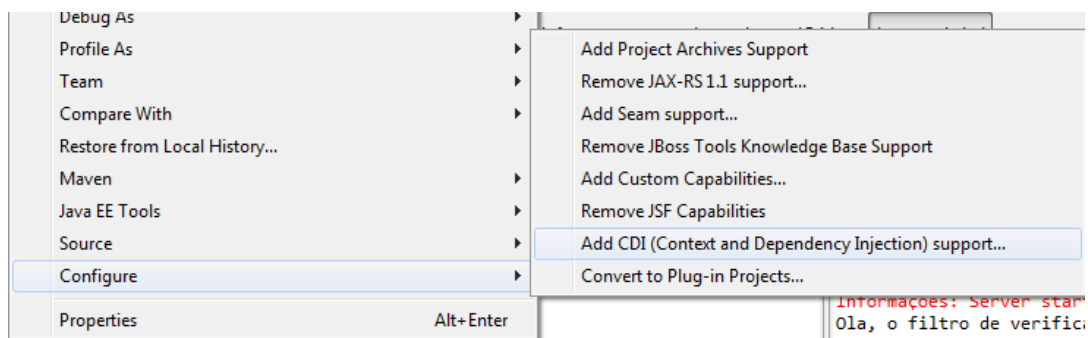 Debug As
Profile As
Team
Compare With
Restore from Local History...
Maven
Java EE Tools
Source
Configure
Properties Alt+Enter
Add Project Archives Support
Remove JAX-RS 1.1 support...
Add Seam support...
Remove JBoss Tools Knowledge Base Support
Add Custom Capabilities...
Remove JSF Capabilities
Add CDI (Context and Dependency Injection) support...
Convert to Plug-in Projects...
Informações: Server star
Ola, o filtro de verific